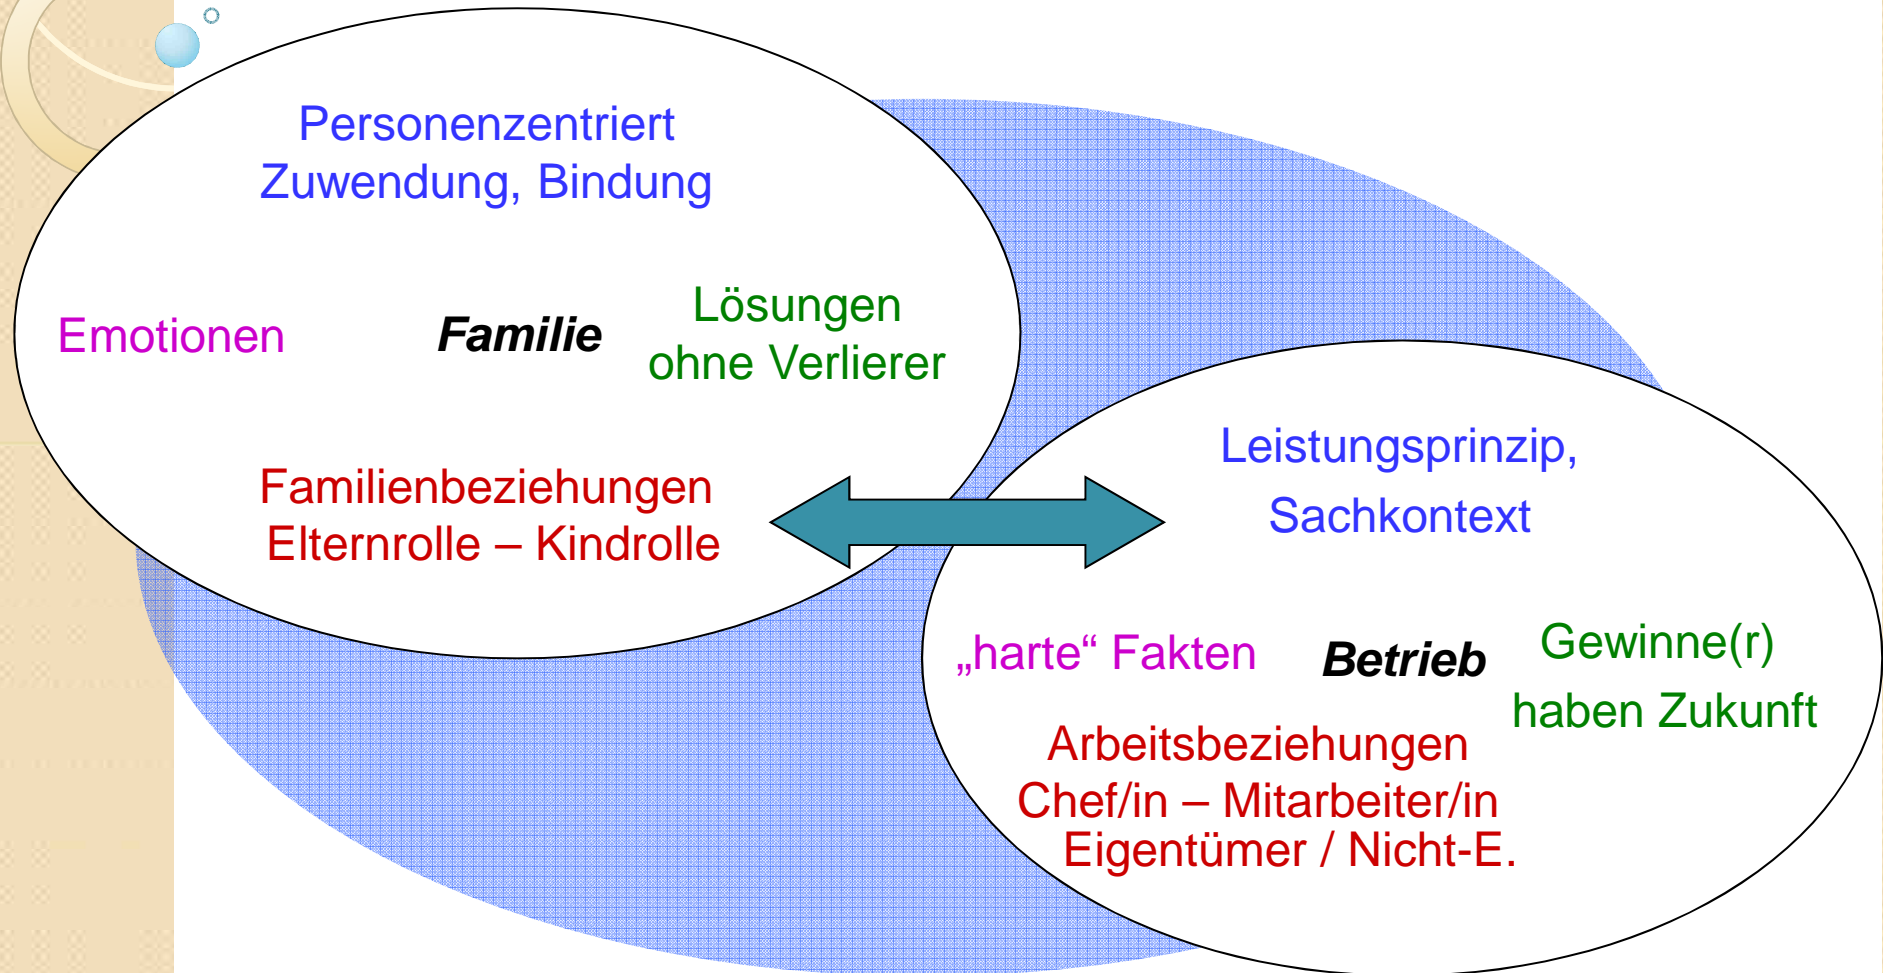 Personenzentriert
Zuwendung, Bindung
Emotionen
Familie
Lösungen
ohne Verlierer
Familienbeziehungen
Elternrolle – Kindrolle
Leistungsprinzip,
Sachkontext
„harte“ Fakten
Betrieb
Gewinne(r)
haben Zukunft
Arbeitsbeziehungen
Chef/in – Mitarbeiter/in
Eigentümer / Nicht-E.